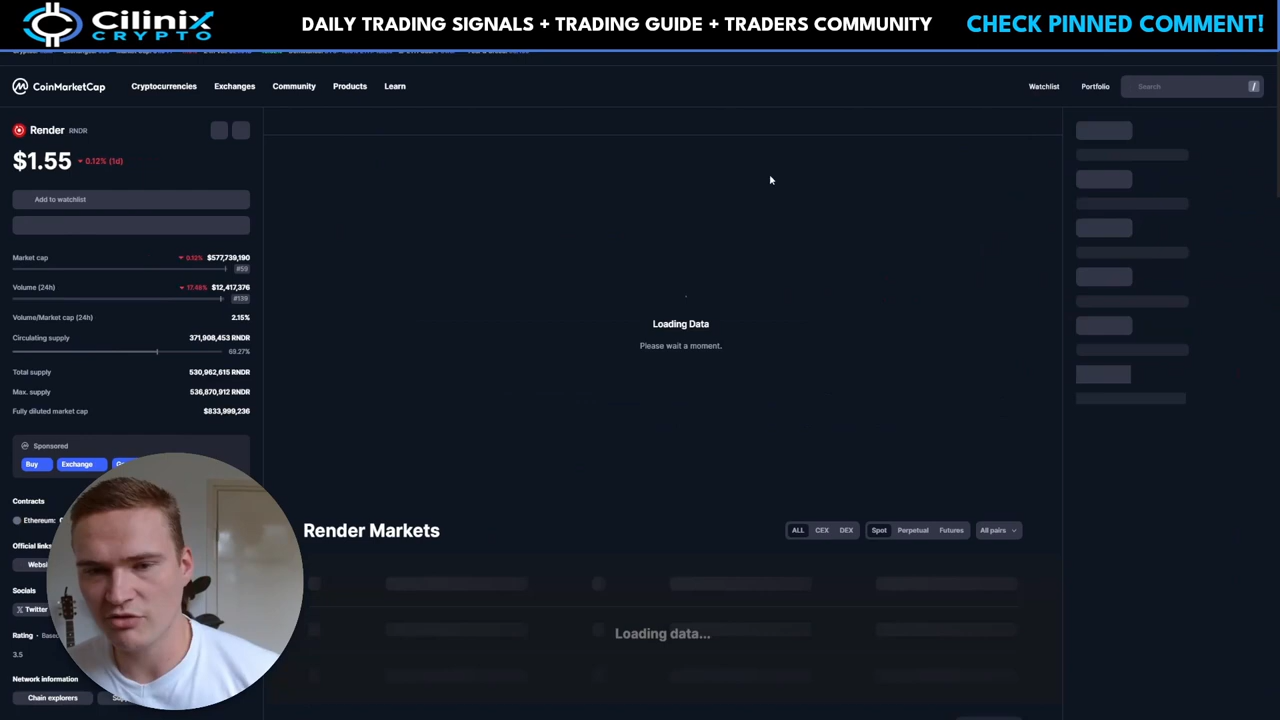 Cilinix
CRYPTO
DAILY TRADING SIGNALS + TRADING GUIDE + TRADERS COMMUNITY
CHECK PINNED COMMENT!
CoinMarketCap
Cryptocurrencies
Exchanges
Community
Products
Learn
Watchlist
Portfolio
Search
/
Render RNDR
$1.55 0.12% (1d)
Add to watchlist
Market cap 0.12% $577,739,190
#59
Volume (24h) 17.48% $12,417,376
#139
Volume/Market cap (24h) 2.15%
Circulating supply 371,908,453 RNDR
69.27%
Total supply 530,962,615 RNDR
Max. supply 536,870,912 RNDR
Fully diluted market cap $833,999,236
Sponsored
Buy Exchange
Contracts
Ethereum:
Official links
Socials
Twitter
Rating
3.5
Network information
Chain explorers
Loading Data
Please wait a moment.
Render Markets
ALL CEX DEX
Spot Perpetual Futures
All pairs
Loading data...